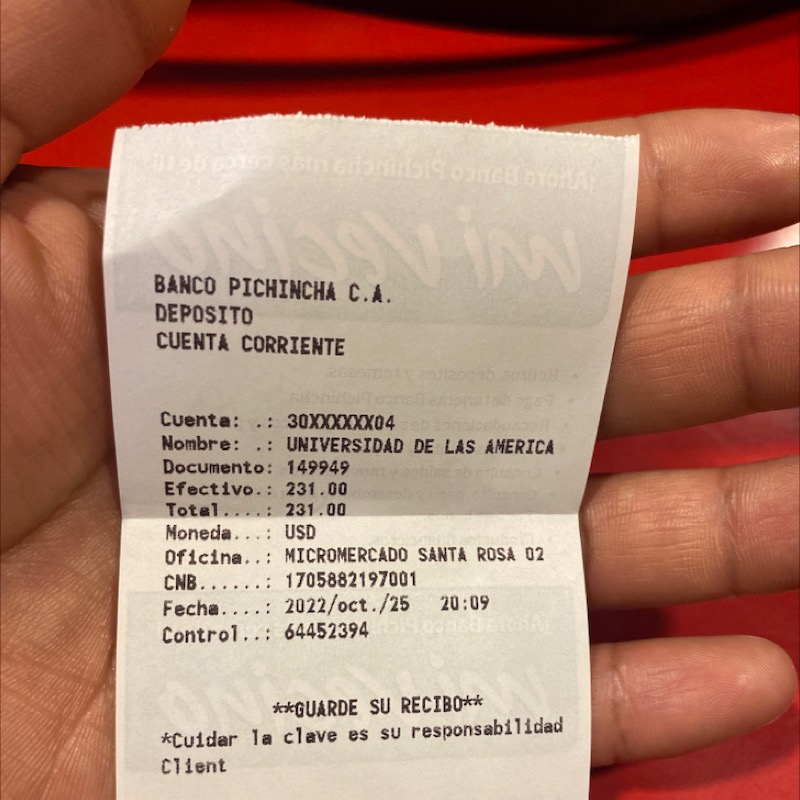 BANCO PICHINCHA C.A.
DEPOSITO
CUENTA CORRIENTE
Cuenta: .: 30XXXXXX04
Nombre: .: UNIVERSIDAD DE LAS AMERICA
Documento: 149949
Efectivo.: 231.00
Total....: 231.00
Moneda...: USD
Oficina..: MICROMERCADO SANTA ROSA 02
CNB......: 1705882197001
Fecha....: 2022/oct./25 20:09
Control..: 64452394
**GUARDE SU RECIBO**
*Cuidar la clave es su responsabilidad
Client